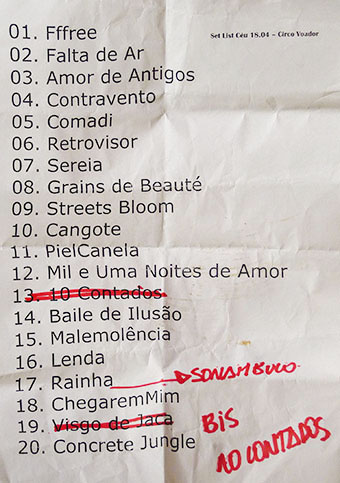 Set List Céu 18.04 – Circo Voador
01. Fffree
02. Falta de Ar
03. Amor de Antigos
04. Contravento
05. Comadi
06. Retrovisor
07. Sereia
08. Grains de Beauté
09. Streets Bloom
10. Cangote
11. PielCanela
12. Mil e Uma Noites de Amor
13. 10 Contados
14. Baile de Ilusão
15. Malemolência
16. Lenda
17. Rainha SONAMBULO
18. ChegaremMim
19. Visgo de Jaca
20. Concrete Jungle
BIS
10 CONTADOS